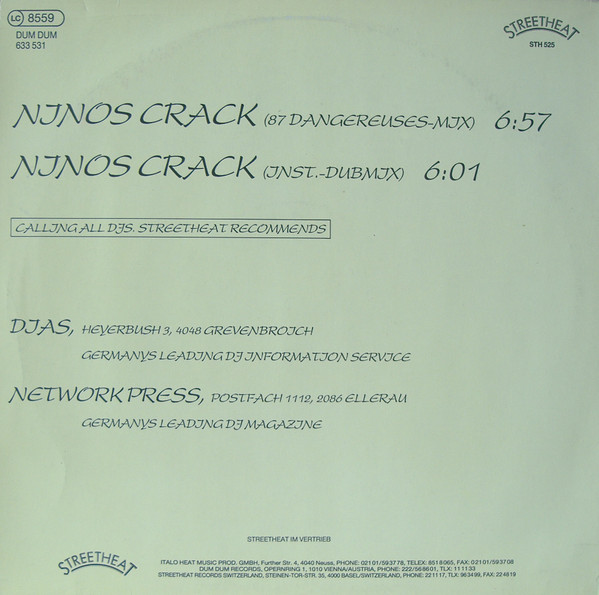 LC 8559
DUM DUM
633 531
STREETHEAT
STH 525
NINOS CRACK (87 DANGEREUSES-MIX) 6:57
NINOS CRACK (INST.-DUBMIX) 6:01
CALLING ALL DJS. STREETHEAT RECOMMENDS
DJAS, HEYERBUSH 3, 4048 GREVENBROICH
GERMANYS LEADING DJ INFORMATION SERVICE
NETWORK PRESS, POSTFACH 1112, 2086 ELLERAU
GERMANYS LEADING DJ MAGAZINE
STREETHEAT IM VERTRIEB
STREETHEAT
ITALO HEAT MUSIC PROD. GMBH, Further Str. 4, 4040 Neuss, PHONE: 02101/593778, TELEX: 8518065, FAX: 02101/593708
DUM DUM RECORDS, OPERNRING 1, 1010 VIENNA/AUSTRIA, PHONE: 222/568601, TLX: 111133
STREETHEAT RECORDS SWITZERLAND, STEINEN-TOR-STR. 35, 4000 BASEL/SWITZERLAND, PHONE: 221117, TLX: 963499, FAX: 224819